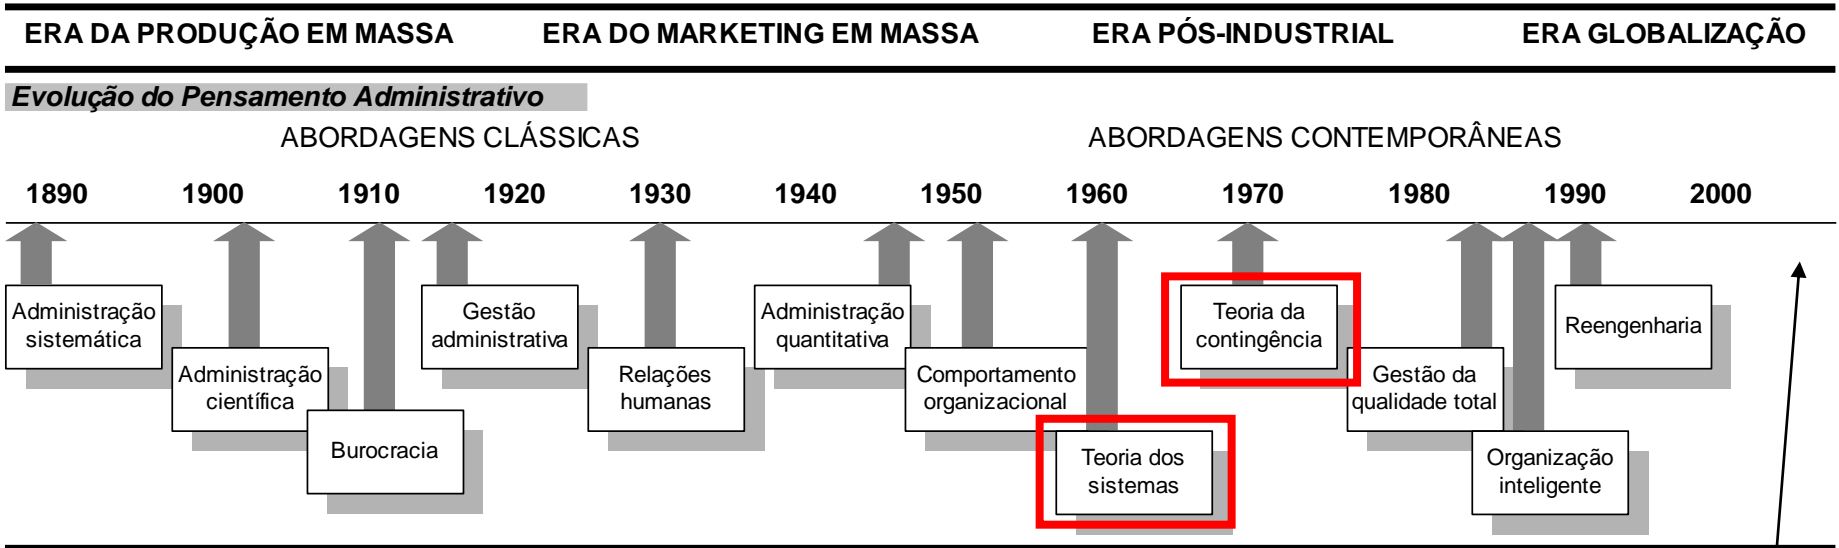 ERA DA PRODUÇÃO EM MASSA ERA DO MARKETING EM MASSA ERA PÓS-INDUSTRIAL ERA GLOBALIZAÇÃO
Evolução do Pensamento Administrativo
ABORDAGENS CLÁSSICAS ABORDAGENS CONTEMPORÂNEAS
1890 1900 1910 1920 1930 1940 1950 1960 1970 1980 1990 2000
Administração
sistemática
Administração
científica
Burocracia
Gestão
administrativa
Relações
humanas
Administração
quantitativa
Comportamento
organizacional
Teoria dos
sistemas
Teoria da
contingência
Gestão da
qualidade total
Organização
inteligente
Reengenharia